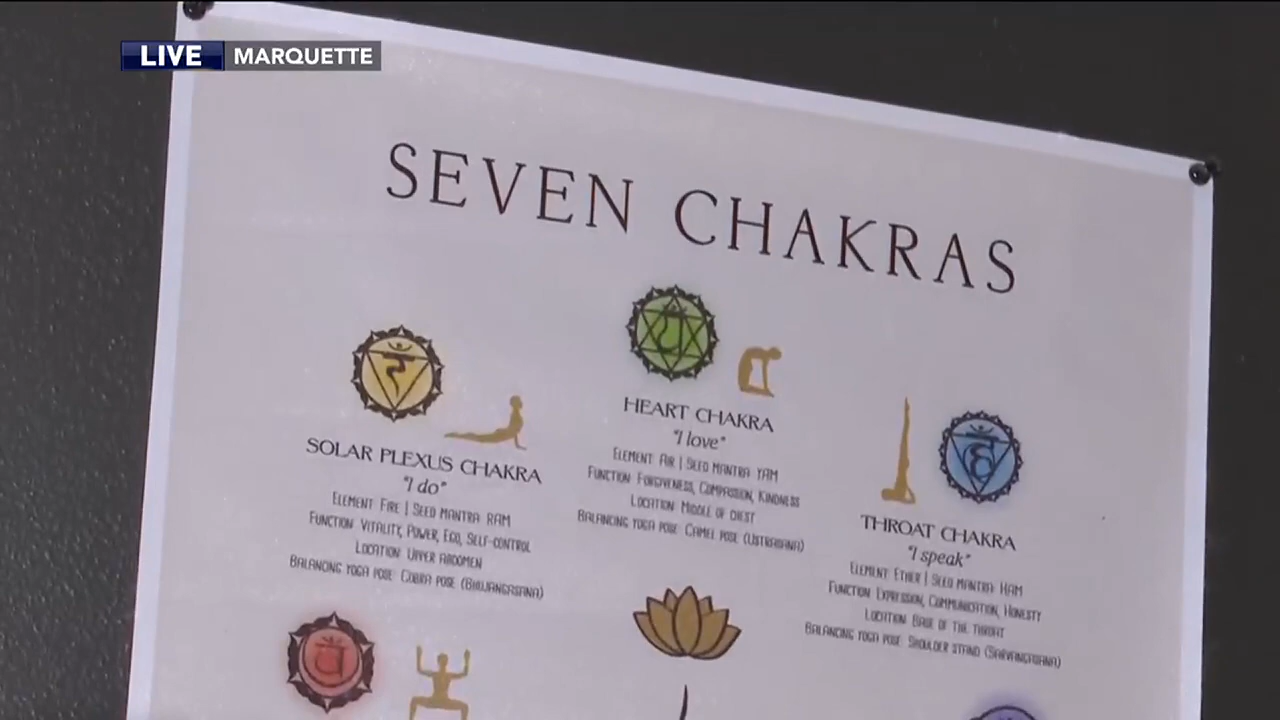 LIVE MARQUETTE
SEVEN CHAKRAS
HEART CHAKRA
"I love"
ELEMENT: AIR | SEED MANTRA: YAM
FUNCTION: FORGIVENESS, COMPASSION, KINDNESS
LOCATION: MIDDLE OF CHEST
BALANCING YOGA POSE: CAMEL POSE (USTRASANA)
SOLAR PLEXUS CHAKRA
"I do"
ELEMENT: FIRE | SEED MANTRA: RAM
FUNCTION: VITALITY, POWER, EGO, SELF-CONTROL
LOCATION: UPPER ABDOMEN
BALANCING YOGA POSE: COBRA POSE (BHUJANGASANA)
THROAT CHAKRA
"I speak"
ELEMENT: ETHER | SEED MANTRA: HAM
FUNCTION: EXPRESSION, COMMUNICATION, HONESTY
LOCATION: BASE OF THE THROAT
BALANCING YOGA POSE: SHOULDER STAND (SARVANGASANA)
यं
रं
हं
वं